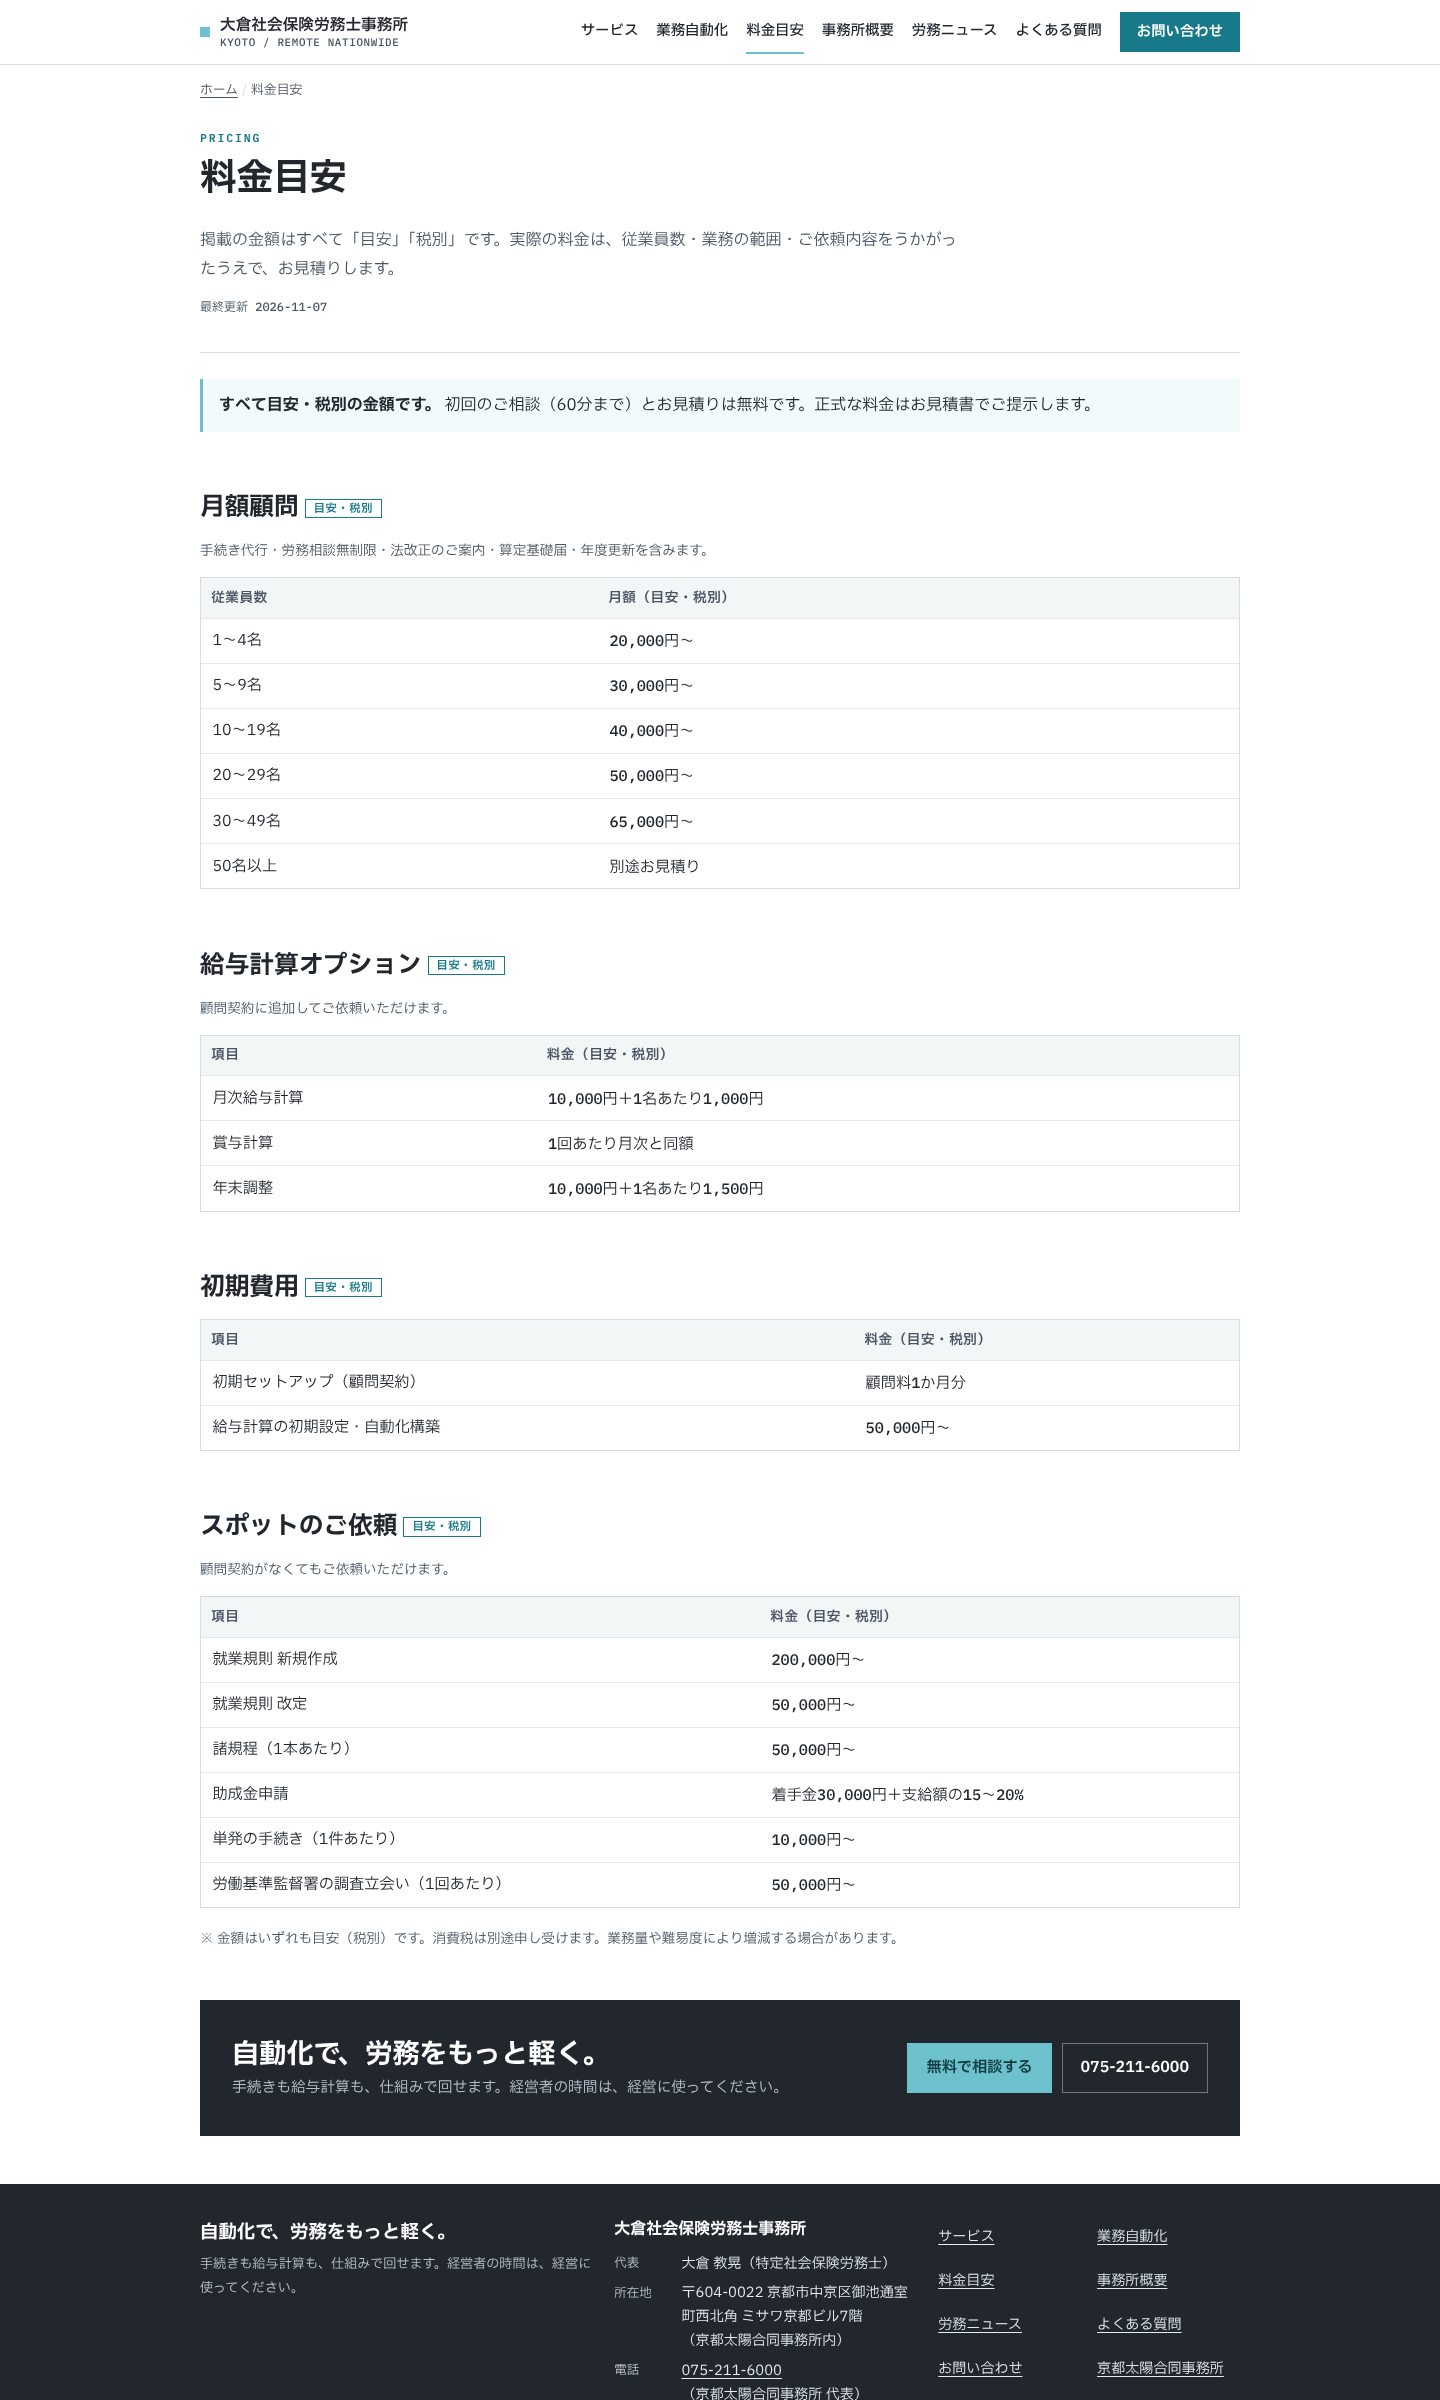 大倉社会保険労務士事務所
KYOTO / REMOTE NATIONWIDE
サービス 業務自動化 料金目安 事務所概要 労務ニュース よくある質問 お問い合わせ
ホーム / 料金目安
PRICING
料金目安
掲載の金額はすべて「目安」「税別」です。実際の料金は、従業員数・業務の範囲・ご依頼内容をうかがっ
たうえで、お見積りします。
最終更新 2026-11-07
すべて目安・税別の金額です。 初回のご相談（60分まで）とお見積りは無料です。正式な料金はお見積書でご提示します。
月額顧問 目安・税別
手続き代行・労務相談無制限・法改正のご案内・算定基礎届・年度更新を含みます。
従業員数 月額（目安・税別）
1〜4名 20,000円〜
5〜9名 30,000円〜
10〜19名 40,000円〜
20〜29名 50,000円〜
30〜49名 65,000円〜
50名以上 別途お見積り
給与計算オプション 目安・税別
顧問契約に追加してご依頼いただけます。
項目 料金（目安・税別）
月次給与計算 10,000円＋1名あたり1,000円
賞与計算 1回あたり月次と同額
年末調整 10,000円＋1名あたり1,500円
初期費用 目安・税別
項目 料金（目安・税別）
初期セットアップ（顧問契約） 顧問料1か月分
給与計算の初期設定・自動化構築 50,000円〜
スポットのご依頼 目安・税別
顧問契約がなくてもご依頼いただけます。
項目 料金（目安・税別）
就業規則 新規作成 200,000円〜
就業規則 改定 50,000円〜
諸規程（1本あたり） 50,000円〜
助成金申請 着手金30,000円＋支給額の15〜20%
単発の手続き（1件あたり） 10,000円〜
労働基準監督署の調査立会い（1回あたり） 50,000円〜
※ 金額はいずれも目安（税別）です。消費税は別途申し受けます。業務量や難易度により増減する場合があります。
自動化で、労務をもっと軽く。
手続きも給与計算も、仕組みで回せます。経営者の時間は、経営に使ってください。
無料で相談する 075-211-6000
自動化で、労務をもっと軽く。
手続きも給与計算も、仕組みで回せます。経営者の時間は、経営に
使ってください。
大倉社会保険労務士事務所
代表 大倉 教晃（特定社会保険労務士）
所在地 〒604-0022 京都市中京区御池通室
町西北角 ミサワ京都ビル7階
（京都太陽合同事務所内）
電話 075-211-6000
（京都太陽合同事務所 代表）
サービス 業務自動化
料金目安 事務所概要
労務ニュース よくある質問
お問い合わせ 京都太陽合同事務所